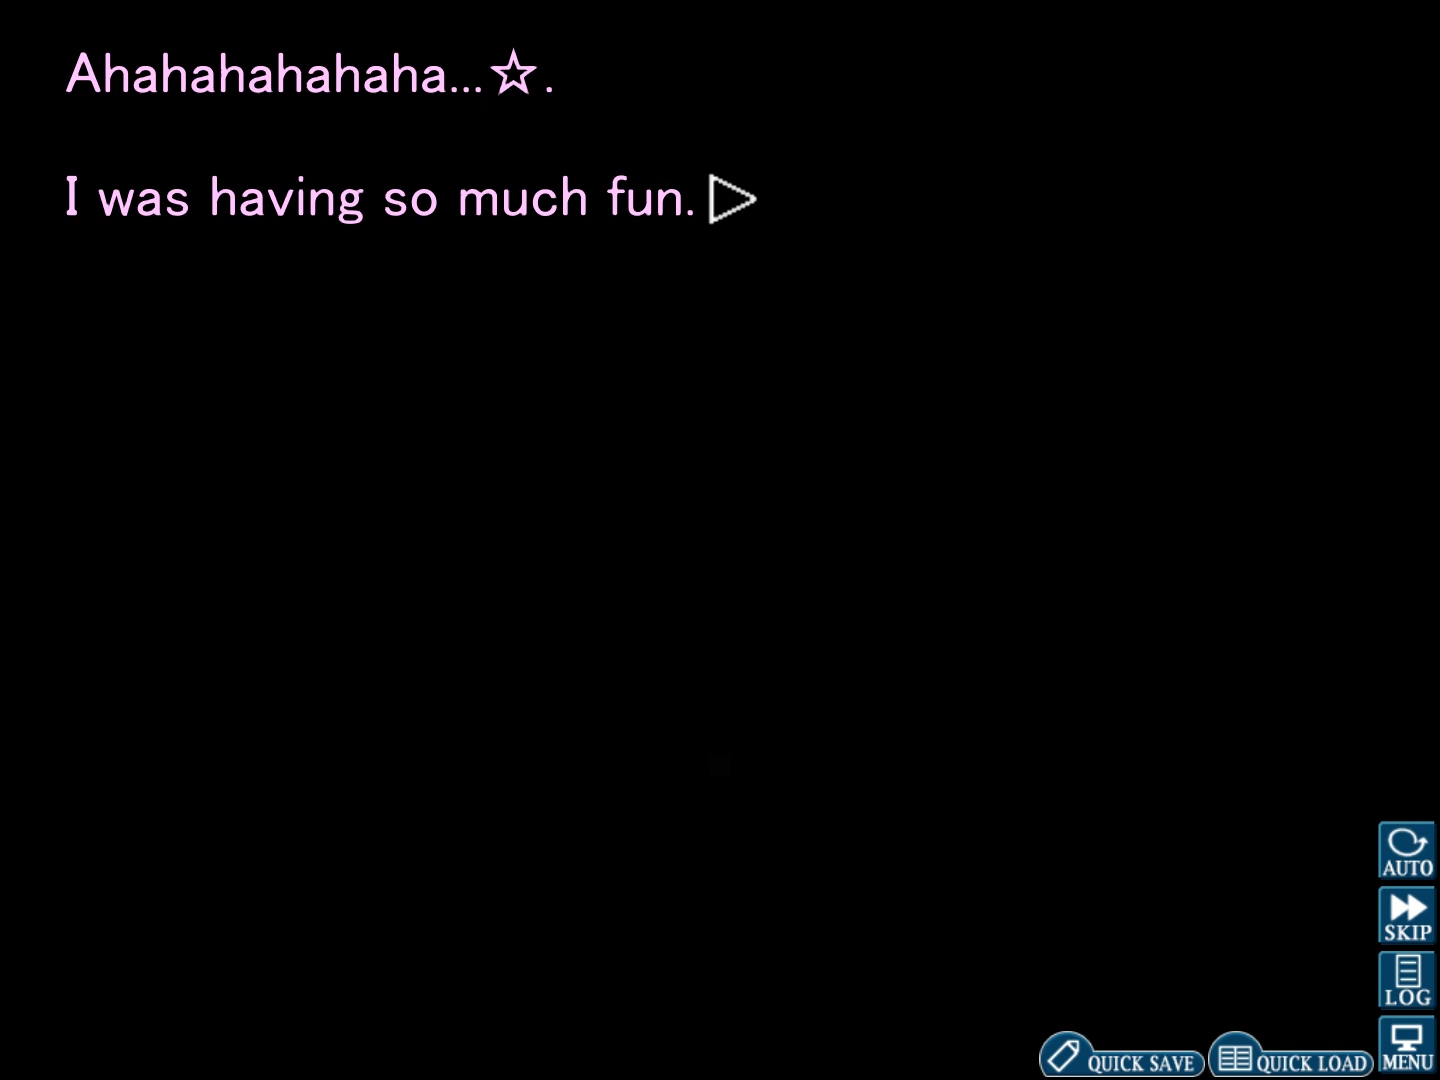 Ahahahahahaha...☆.
I was having so much fun.
AUTO
SKIP
LOG
QUICK SAVE
QUICK LOAD
MENU